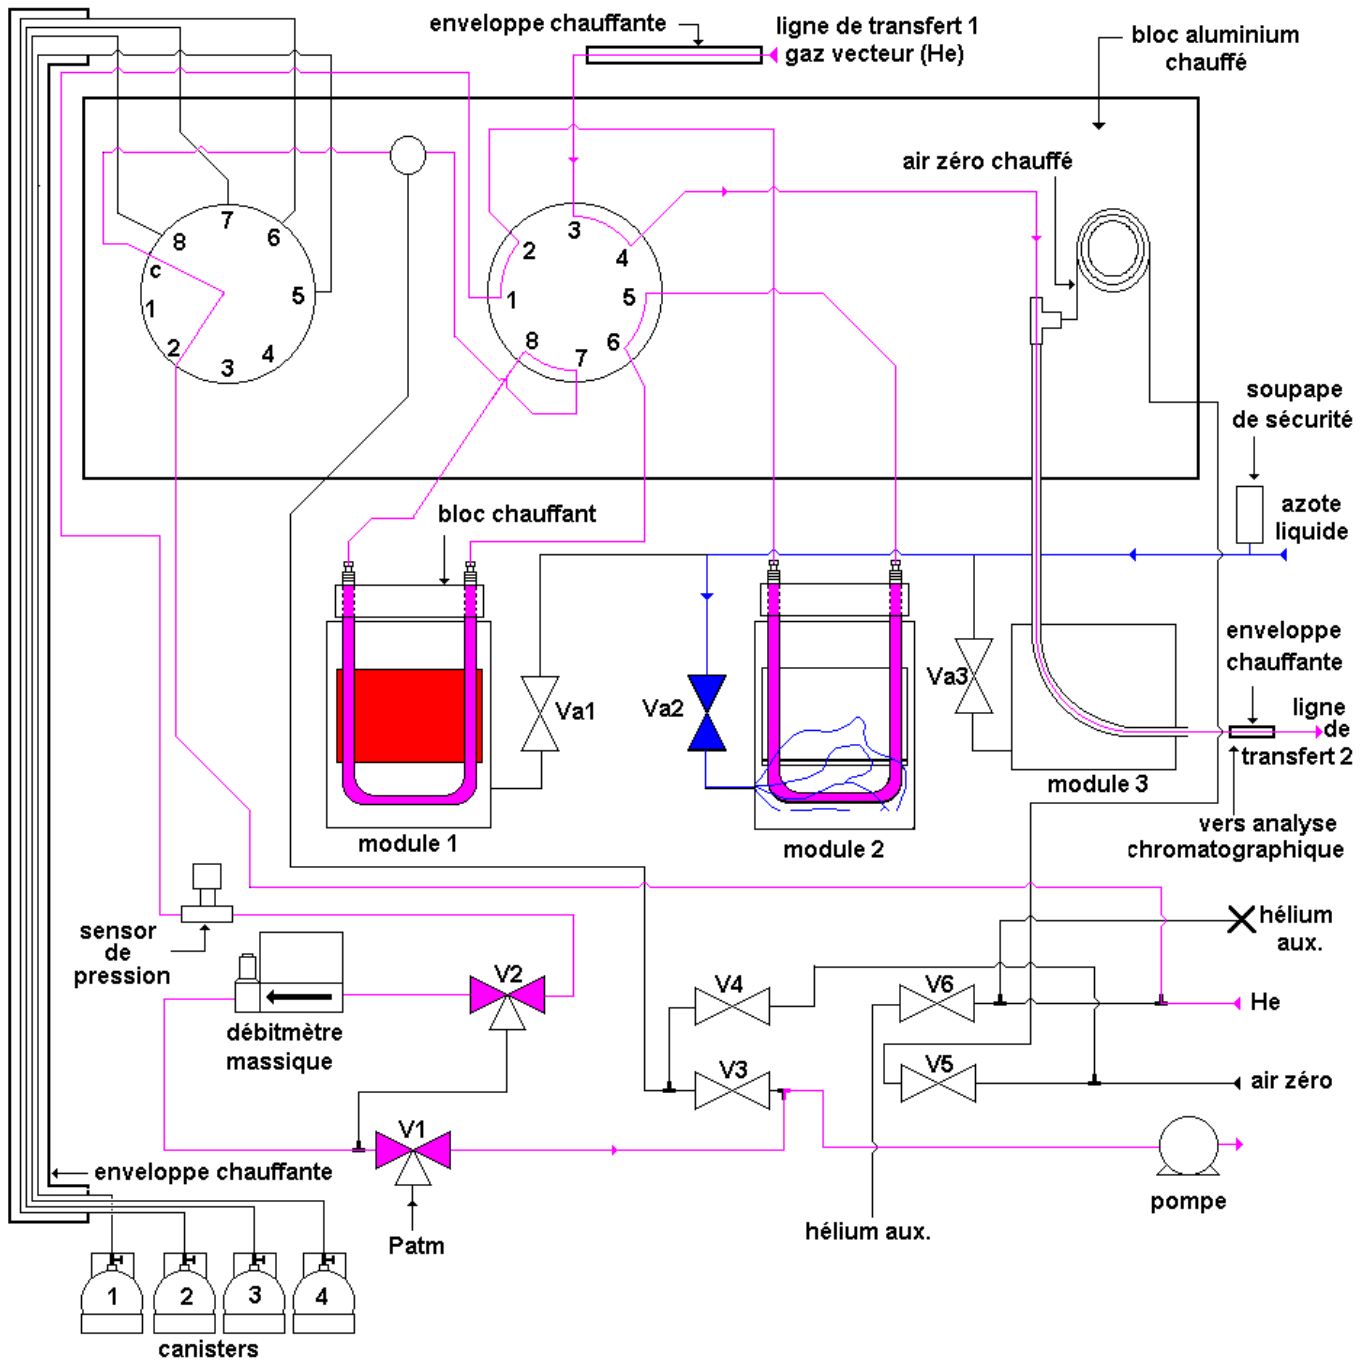 enveloppe chauffante
ligne de transfert 1
gaz vecteur (He)
bloc aluminium
chauffé
air zéro chauffé
7
8
6
c
5
1
2
4
3
3
2
4
1
5
8
6
7
soupape
de sécurité
azote
liquide
bloc chauffant
enveloppe
chauffante
Va1
Va2
Va3
ligne
de
transfert 2
module 1
module 2
module 3
vers analyse
chromatographique
sensor
de
pression
débitmètre
massique
V2
V4
V6
hélium
aux.
He
V3
V5
air zéro
V1
enveloppe chauffante
Patm
hélium aux.
pompe
1
2
3
4
canisters